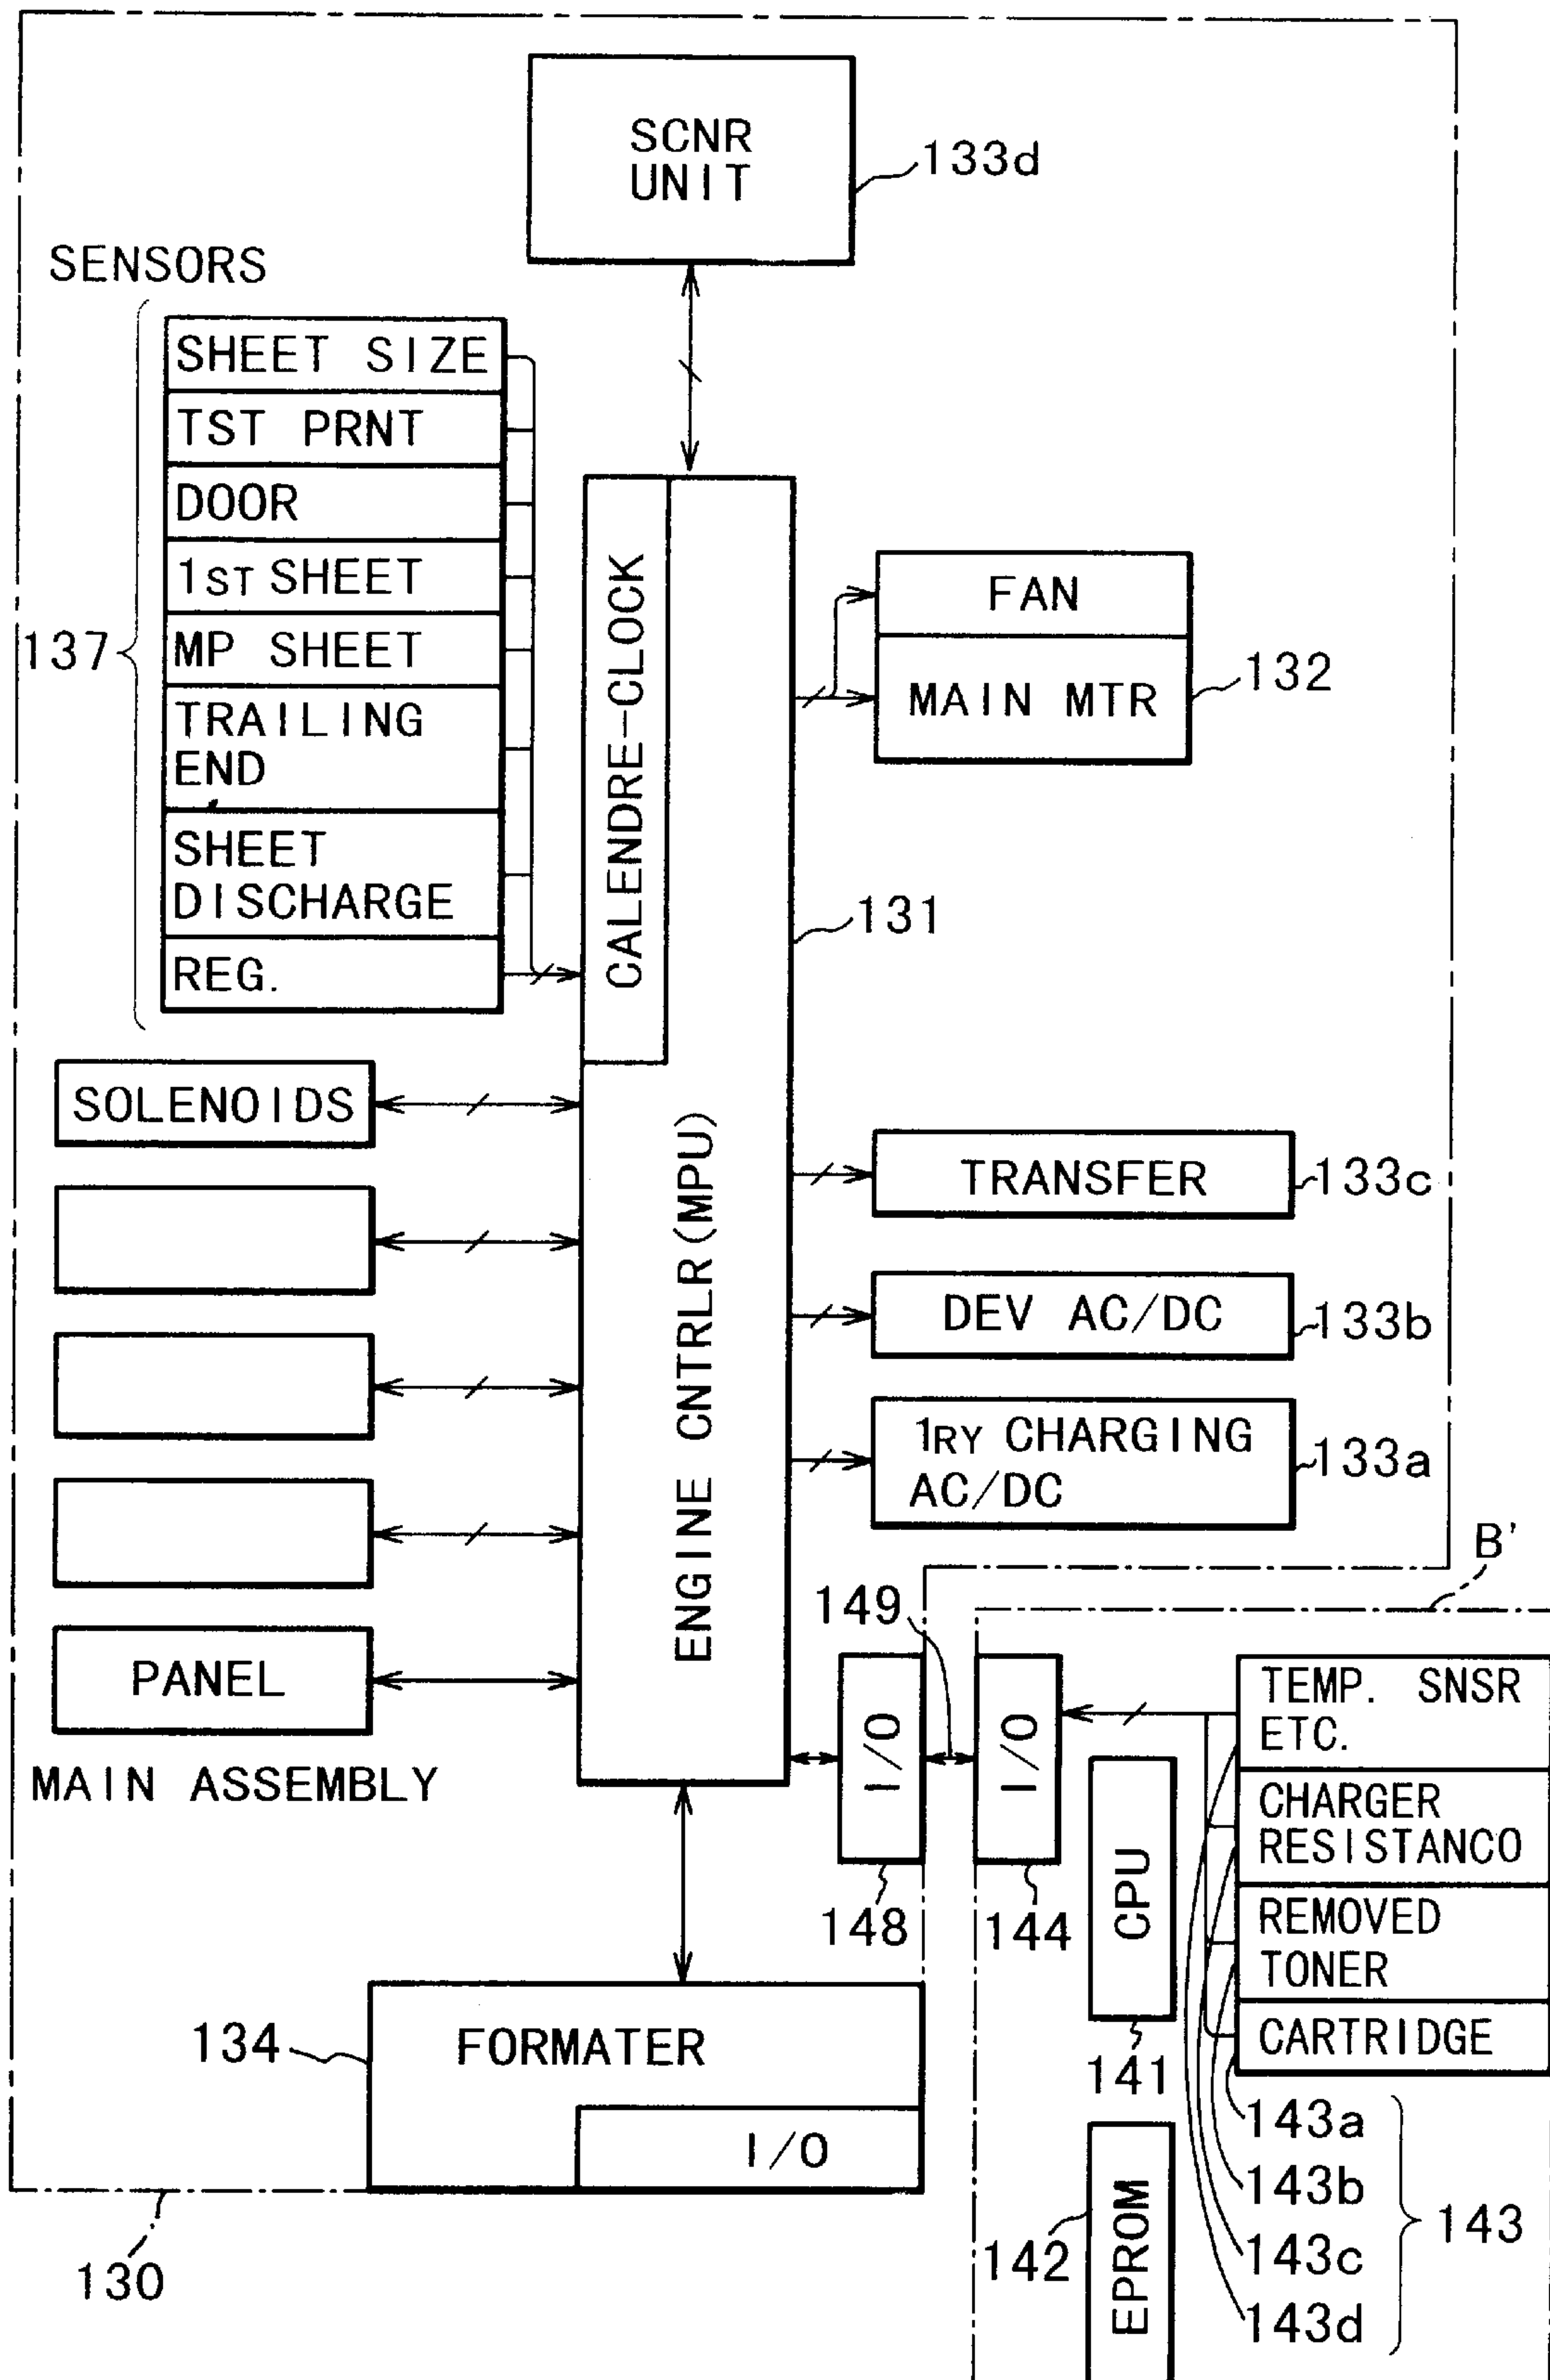 SCNR
UNIT
133d
SENSORS
SHEET SIZE
TST PRNT
DOOR
1ST SHEET
MP SHEET
TRAILING
END
SHEET
DISCHARGE
REG.
137
CALENDRE-CLOCK
FAN
MAIN MTR
132
131
SOLENOIDS
ENGINE CNTRLR(MPU)
TRANSFER
133c
DEV AC/DC
133b
1RY CHARGING
AC/DC
133a
B'
149
PANEL
MAIN ASSEMBLY
I/O
148
I/O
144
TEMP. SNSR
ETC.
CHARGER
RESISTANCO
REMOVED
TONER
CARTRIDGE
CPU
141
134
FORMATER
I/O
130
EPROM
142
143a
143b
143c
143d
143